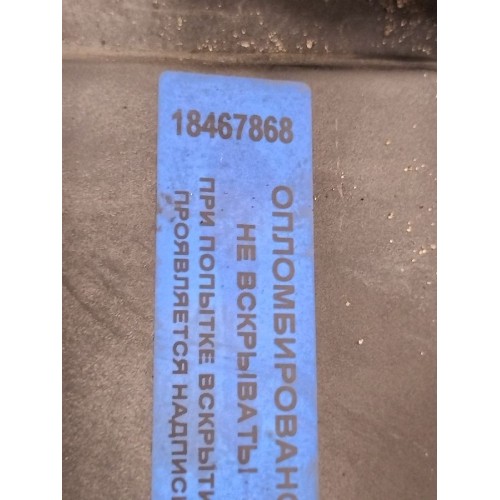 18467868
ОПЛОМБИРОВАНО
НЕ ВСКРЫВАТЬ!
ПРИ ПОПЫТКЕ ВСКРЫТИ
ПРОЯВЛЯЕТСЯ НАДПИС